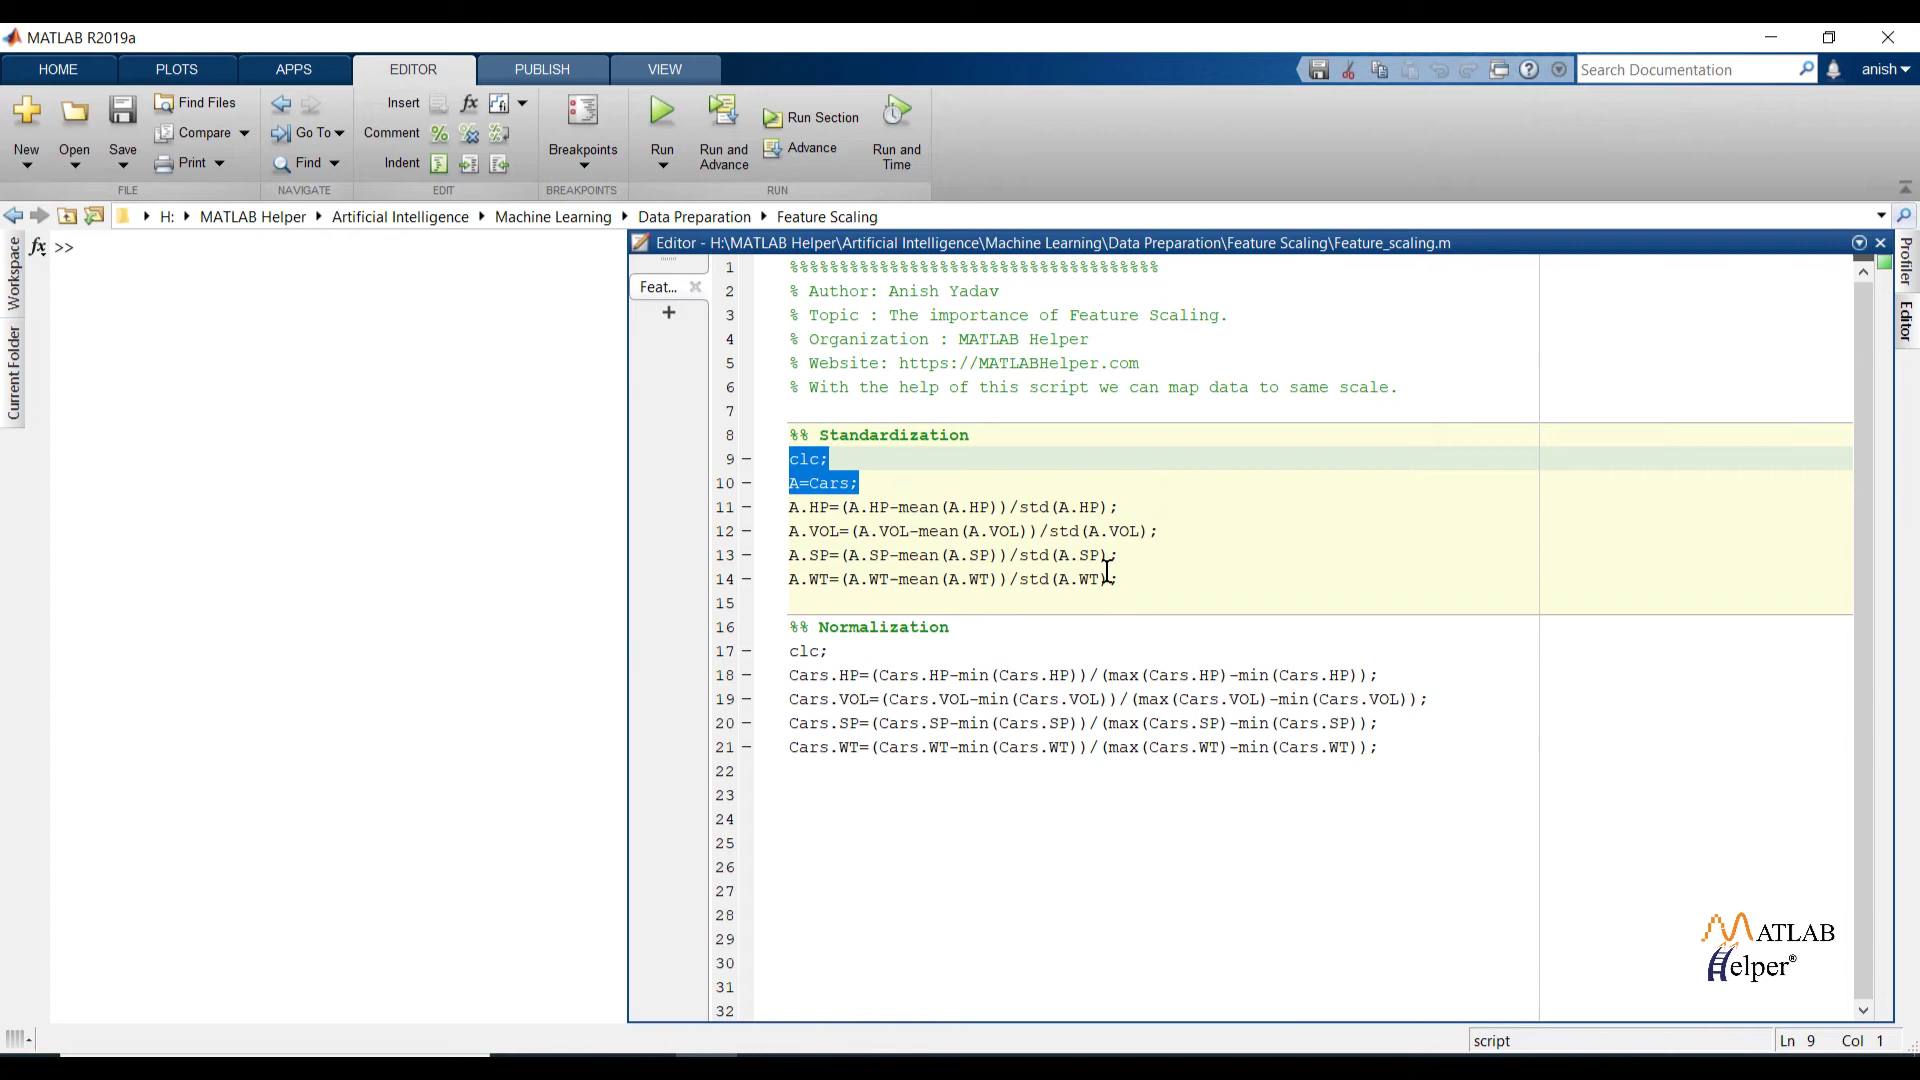 MATLAB R2019a
HOME PLOTS APPS EDITOR PUBLISH VIEW
Search Documentation
anish
New Open Save
Find Files
Compare
Print
FILE
Go To
Find
NAVIGATE
Insert fx
Comment
Indent
EDIT
Breakpoints
BREAKPOINTS
Run
Run and Advance
Run Section
Advance
Run and Time
RUN
H: MATLAB Helper Artificial Intelligence Machine Learning Data Preparation Feature Scaling
Workspace
Current Folder
fx >>
Editor - H:\MATLAB Helper\Artificial Intelligence\Machine Learning\Data Preparation\Feature Scaling\Feature_scaling.m
Feat...
+
Profiler
Editor
1 %%%%%%%%%%%%%%%%%%%%%%%%%%%%%%%%%%%%%
2 % Author: Anish Yadav
3 % Topic : The importance of Feature Scaling.
4 % Organization : MATLAB Helper
5 % Website: https://MATLABHelper.com
6 % With the help of this script we can map data to same scale.
7
8 %% Standardization
9 – clc;
10 – A=Cars;
11 – A.HP=(A.HP-mean(A.HP))/std(A.HP);
12 – A.VOL=(A.VOL-mean(A.VOL))/std(A.VOL);
13 – A.SP=(A.SP-mean(A.SP))/std(A.SP);
14 – A.WT=(A.WT-mean(A.WT))/std(A.WT);
15
16 %% Normalization
17 – clc;
18 – Cars.HP=(Cars.HP-min(Cars.HP))/(max(Cars.HP)-min(Cars.HP));
19 – Cars.VOL=(Cars.VOL-min(Cars.VOL))/(max(Cars.VOL)-min(Cars.VOL));
20 – Cars.SP=(Cars.SP-min(Cars.SP))/(max(Cars.SP)-min(Cars.SP));
21 – Cars.WT=(Cars.WT-min(Cars.WT))/(max(Cars.WT)-min(Cars.WT));
22
23
24
25
26
27
28
29
30
31
32
MATLAB
Helper®
script
Ln 9 Col 1